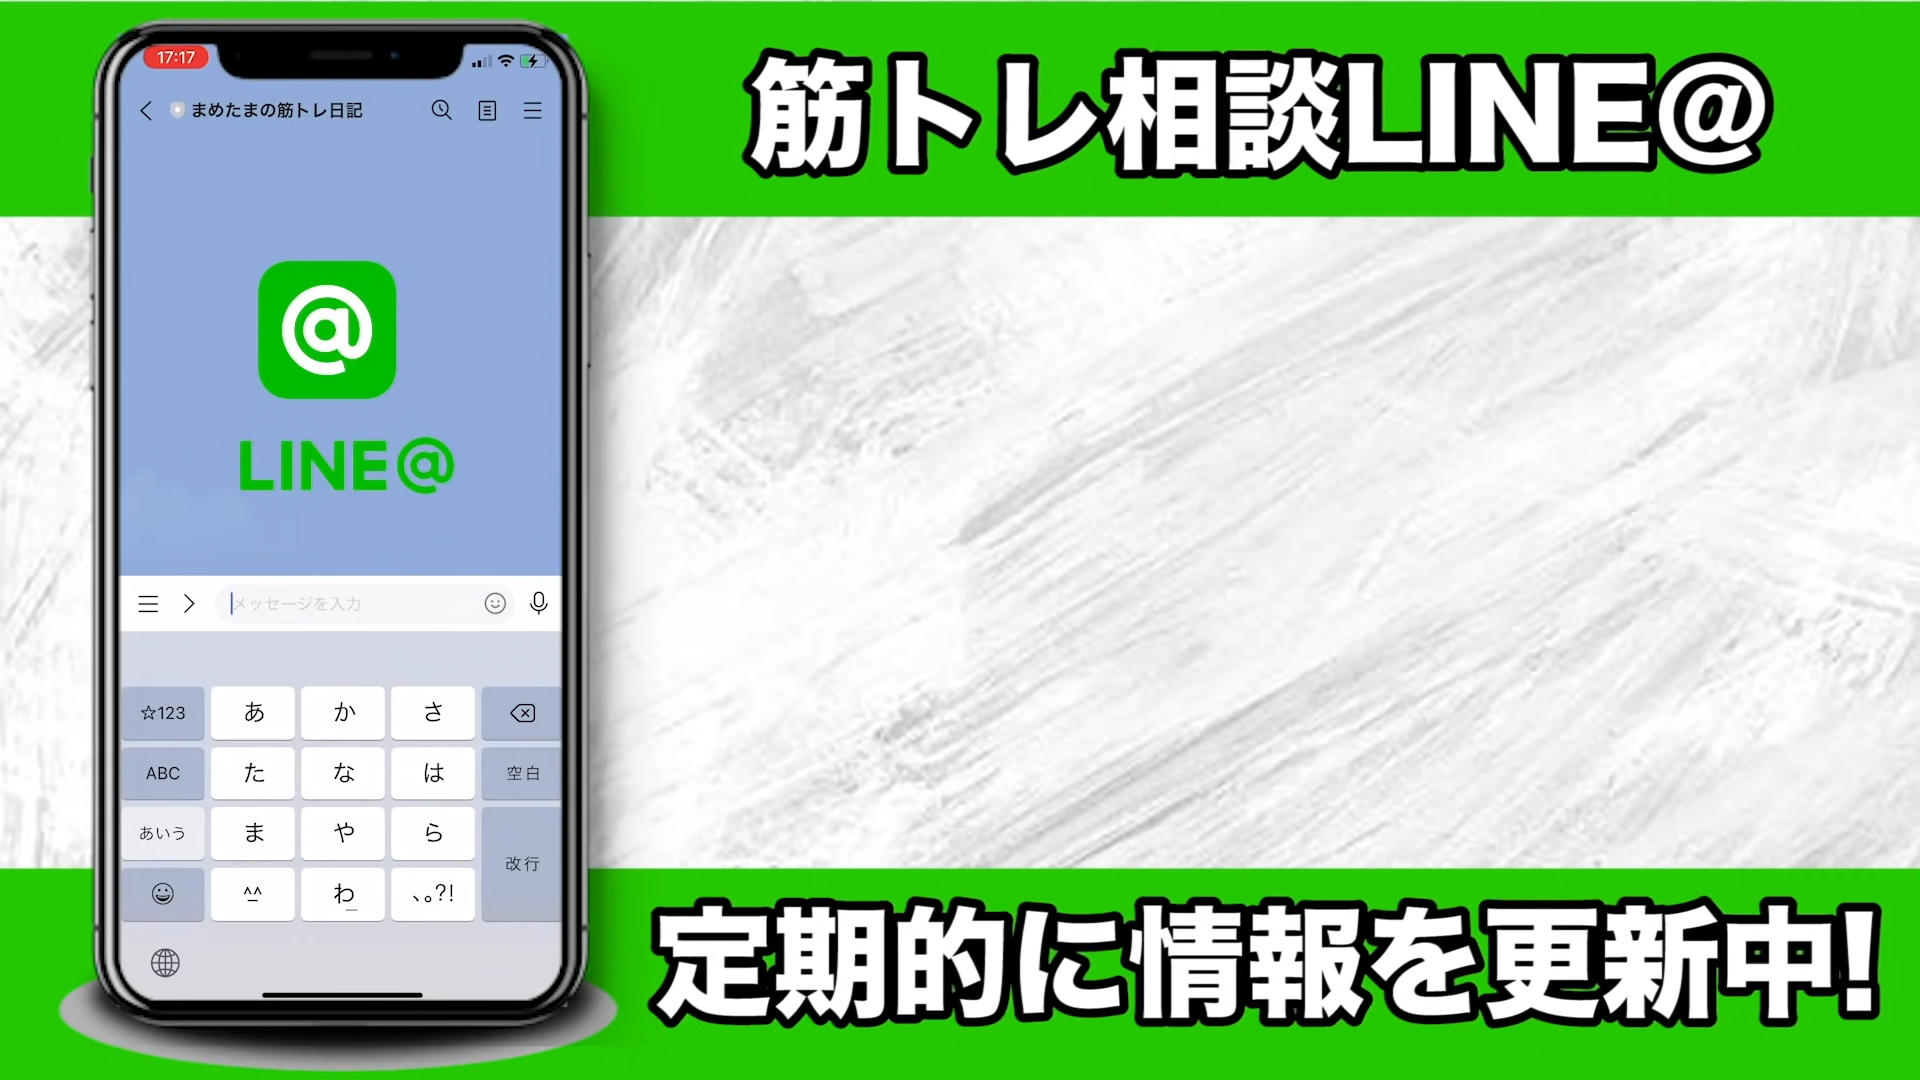 筋トレ相談LINE@
17:17
まめたまの筋トレ日記
@
LINE@
メッセージを入力
☆123 あ か さ
ABC た な は 空白
あいう ま や ら
改行
^^ わ 、。?!
定期的に情報を更新中!